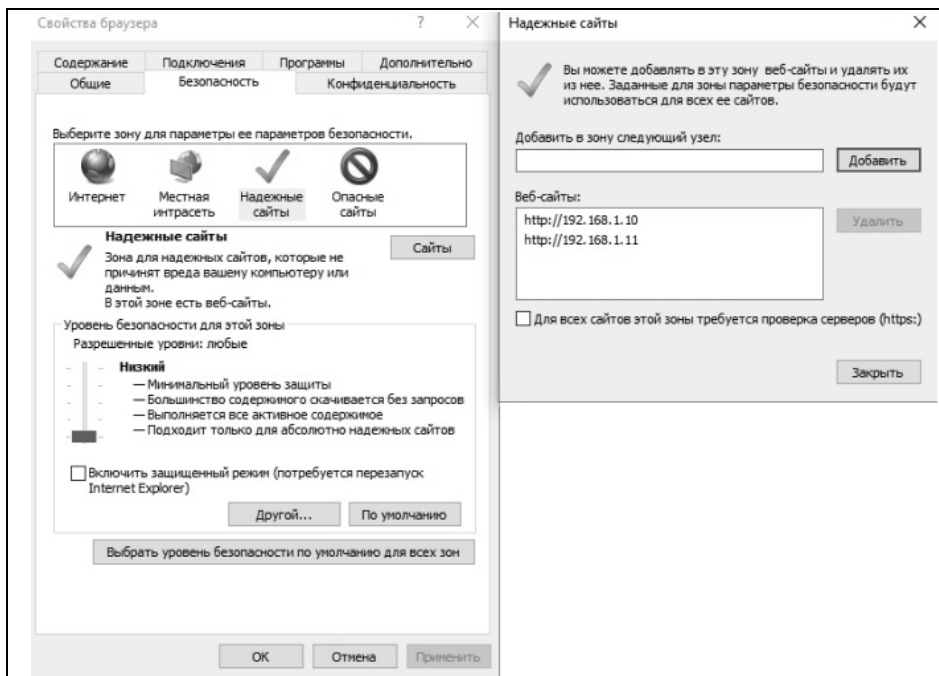 Свойства браузера
?
Содержание
Подключения
Программы
Дополнительно
Общие
Безопасность
Конфиденциальность
Выберите зону для параметры ее параметров безопасности.
Интернет
Местная
интрасеть
Надежные
сайты
Опасные
сайты
Надежные сайты
Сайты
Зона для надежных сайтов, которые не
причинят вреда вашему компьютеру или
данным.
В этой зоне есть веб-сайты.
Уровень безопасности для этой зоны
Разрешенные уровни: любые
Низкий
— Минимальный уровень защиты
— Большинство содержимого скачивается без запросов
— Выполняется все активное содержимое
— Подходит только для абсолютно надежных сайтов
Включить защищенный режим (потребуется перезапуск
Internet Explorer)
Другой...
По умолчанию
Выбрать уровень безопасности по умолчанию для всех зон
ОК
Отмена
Применить
Надежные сайты
Вы можете добавлять в эту зону веб-сайты и удалять их
из нее. Заданные для зоны параметры безопасности будут
использоваться для всех ее сайтов.
Добавить в зону следующий узел:
Добавить
Веб-сайты:
http://192.168.1.10
http://192.168.1.11
Удалить
Для всех сайтов этой зоны требуется проверка серверов (https:)
Закрыть